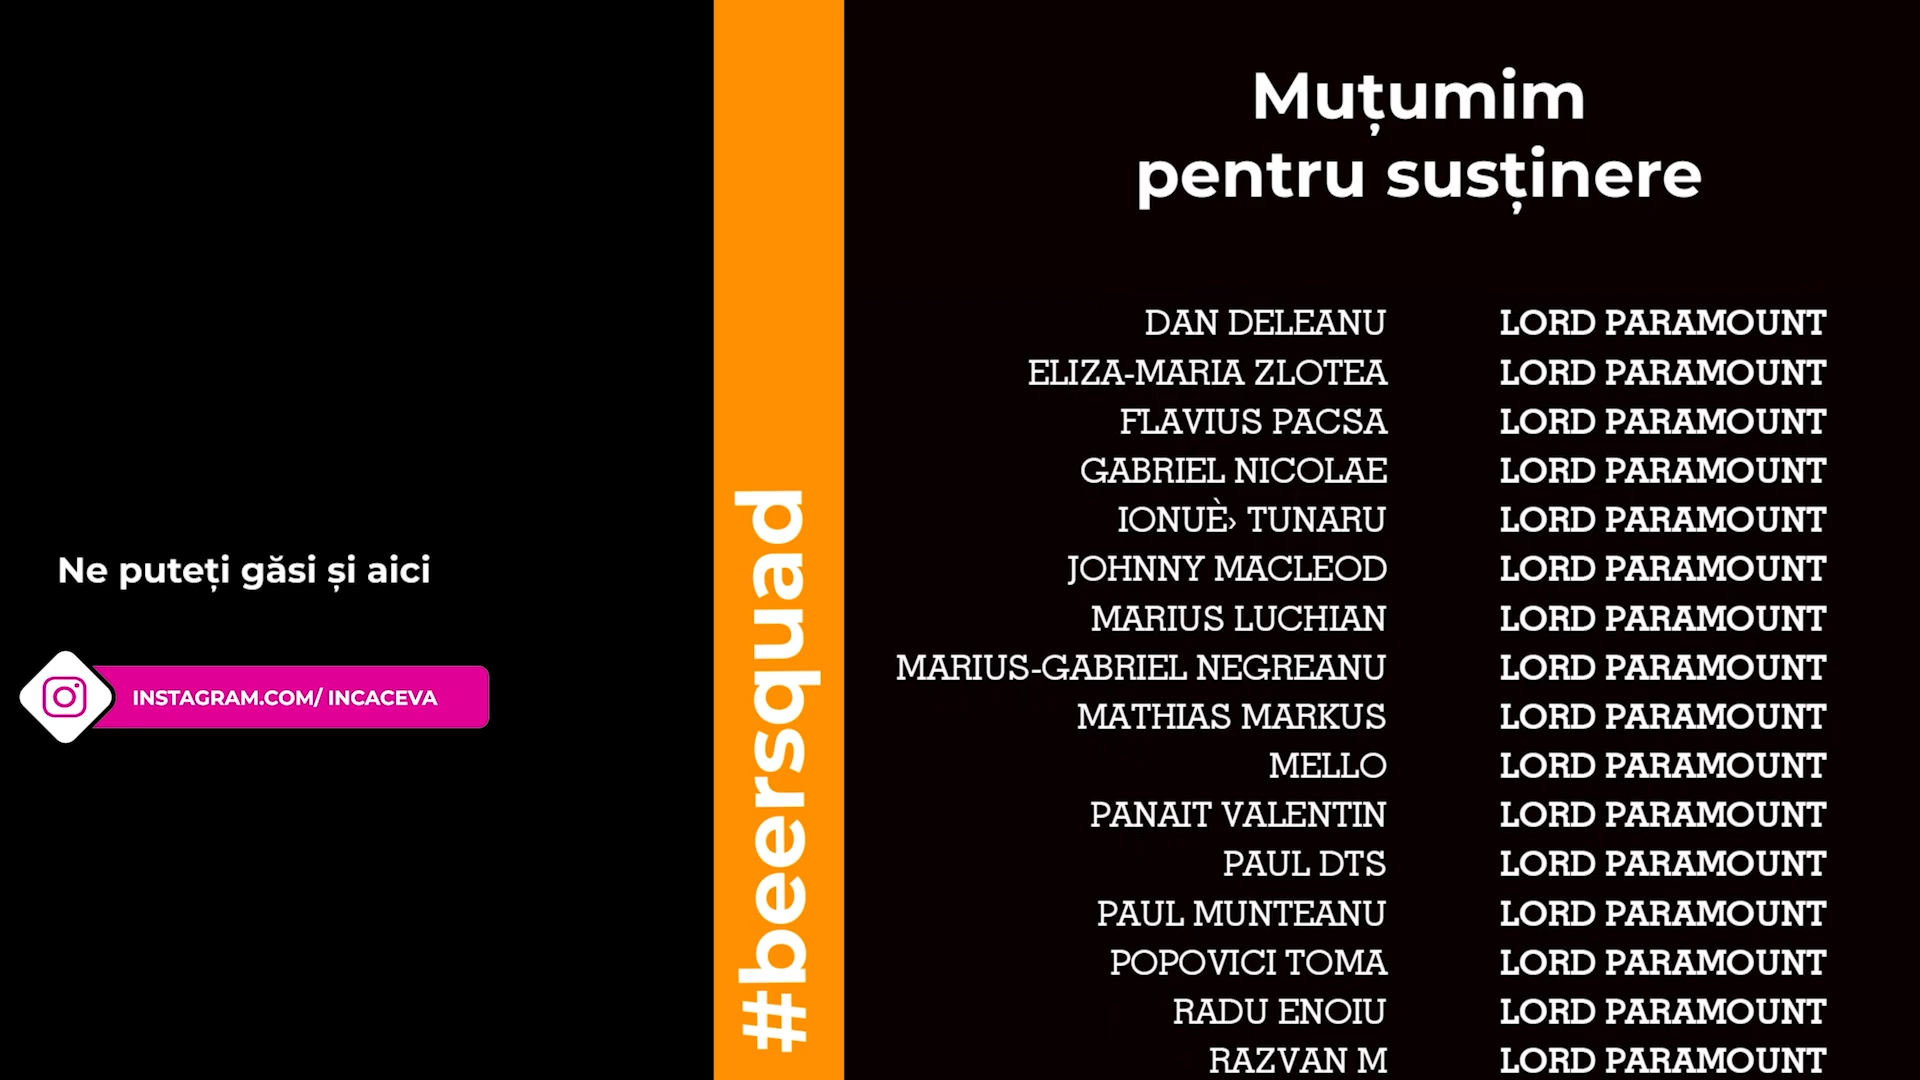 Ne puteți găsi și aici
INSTAGRAM.COM/ INCACEVA
#beersquad
Muțumim
pentru susținere
DAN DELEANU LORD PARAMOUNT
ELIZA-MARIA ZLOTEA LORD PARAMOUNT
FLAVIUS PACSA LORD PARAMOUNT
GABRIEL NICOLAE LORD PARAMOUNT
IONUÈ› TUNARU LORD PARAMOUNT
JOHNNY MACLEOD LORD PARAMOUNT
MARIUS LUCHIAN LORD PARAMOUNT
MARIUS-GABRIEL NEGREANU LORD PARAMOUNT
MATHIAS MARKUS LORD PARAMOUNT
MELLO LORD PARAMOUNT
PANAIT VALENTIN LORD PARAMOUNT
PAUL DTS LORD PARAMOUNT
PAUL MUNTEANU LORD PARAMOUNT
POPOVICI TOMA LORD PARAMOUNT
RADU ENOIU LORD PARAMOUNT
RAZVAN M LORD PARAMOUNT